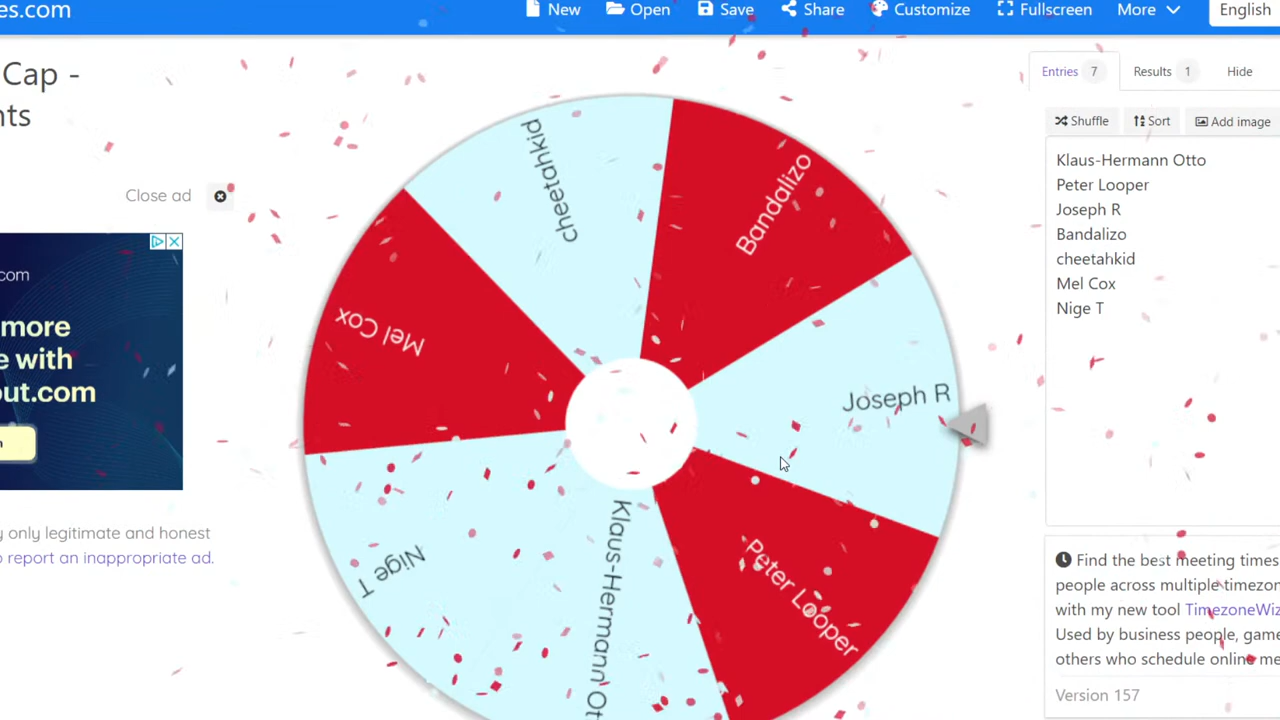 es.com
New
Open
Save
Share
Customize
Fullscreen
More
English
Cap -
nts
Close ad
com
more
e with
out.com
n
y only legitimate and honest
o report an inappropriate ad.
cheetahkid
Bandalizo
Mel Cox
Joseph R
Nige T
Klaus-Hermann Ot
Peter Looper
Entries 7
Results 1
Hide
Shuffle
Sort
Add image
Klaus-Hermann Otto
Peter Looper
Joseph R
Bandalizo
cheetahkid
Mel Cox
Nige T
Find the best meeting times
people across multiple timezon
with my new tool TimezoneWiz
Used by business people, game
others who schedule online me
Version 157